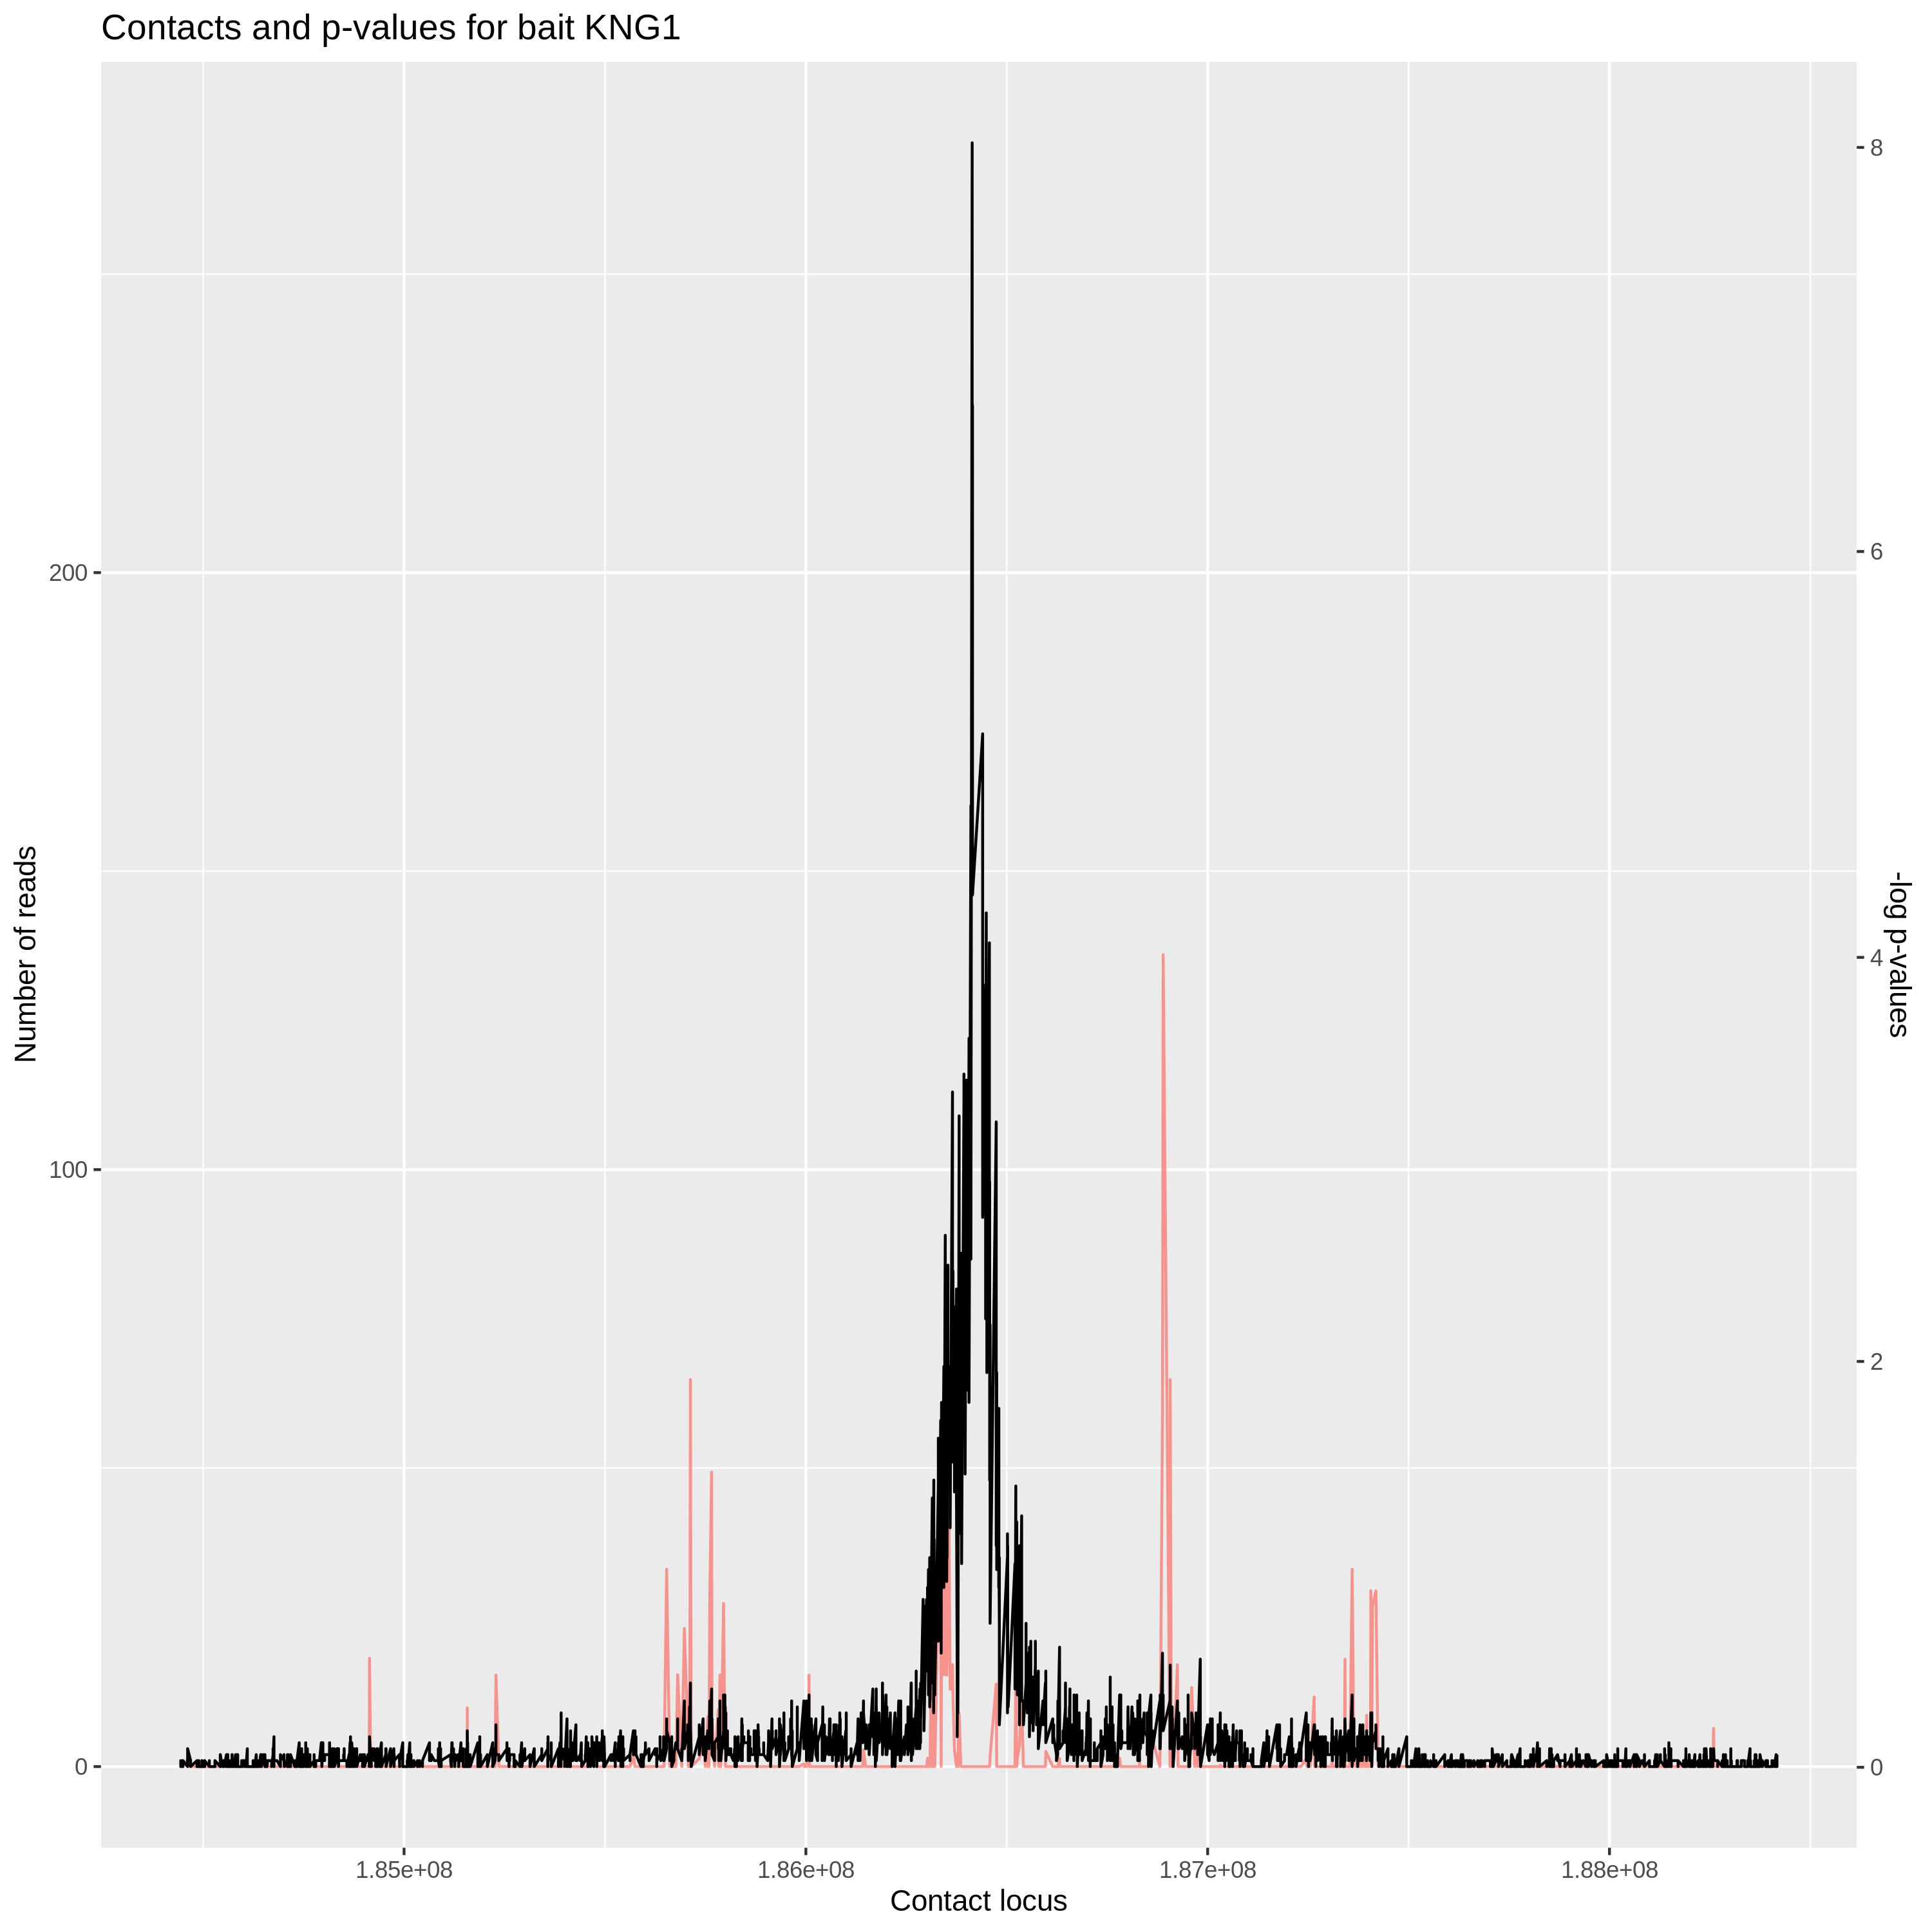 Contacts and p-values for bait KNG1
8
6
200
Number of reads
-log p-values
4
2
100
0
0
1.85e+08
1.86e+08
1.87e+08
1.88e+08
Contact locus